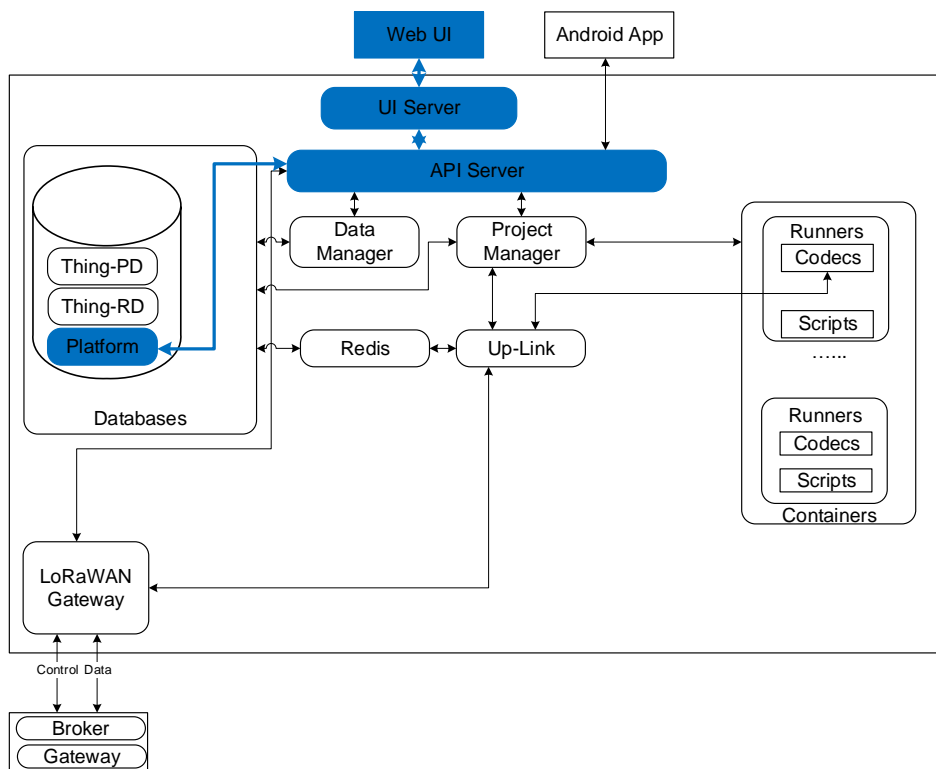 Web UI
Android App
UI Server
API Server
Data
Manager
Project
Manager
Runners
Codecs
Scripts
…...
Thing-PD
Thing-RD
Platform
Databases
Redis
Up-Link
Runners
Codecs
Scripts
Containers
LoRaWAN
Gateway
Control Data
Broker
Gateway